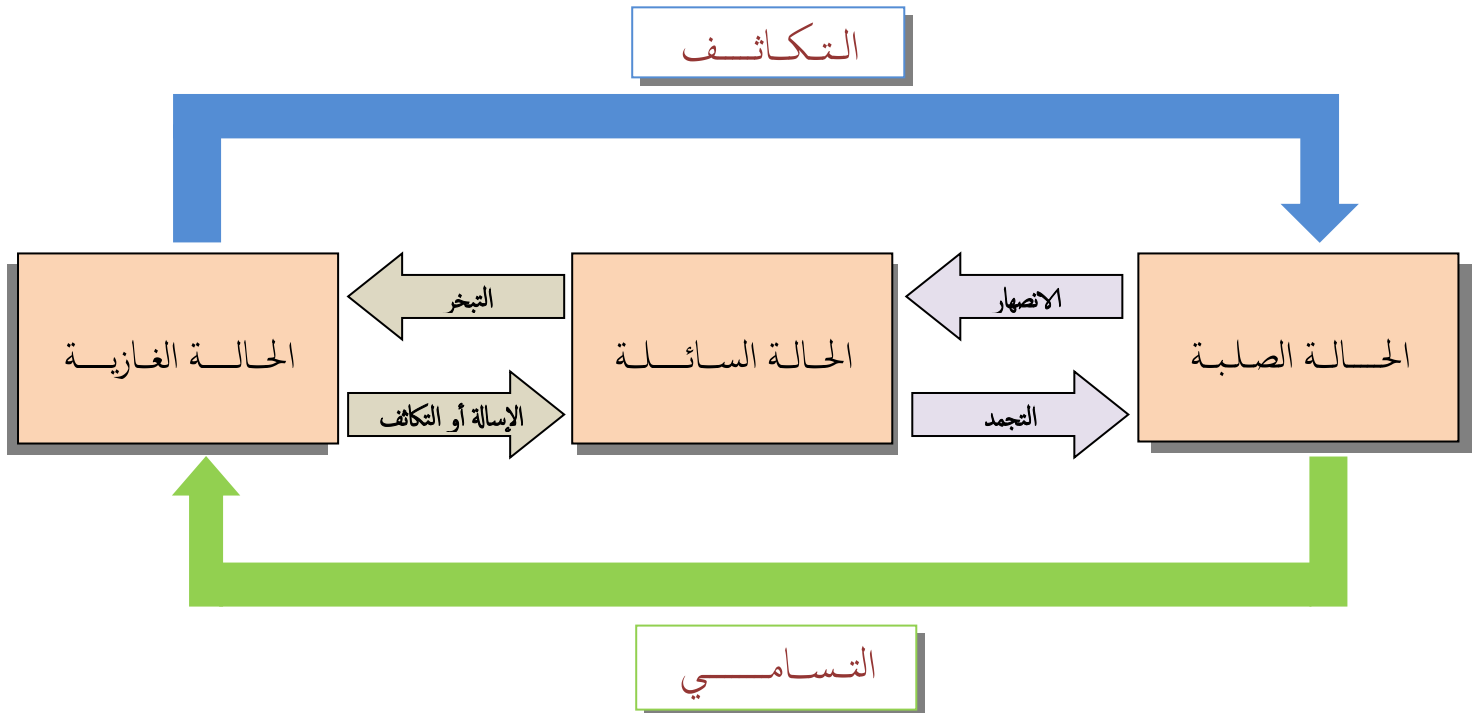 التكاثف
الانصهار
التبخر
الحالة الصلبة
الحالة السائلة
الحالة الغازية
التجمد
الإسالة أو التكاثف
التسامي